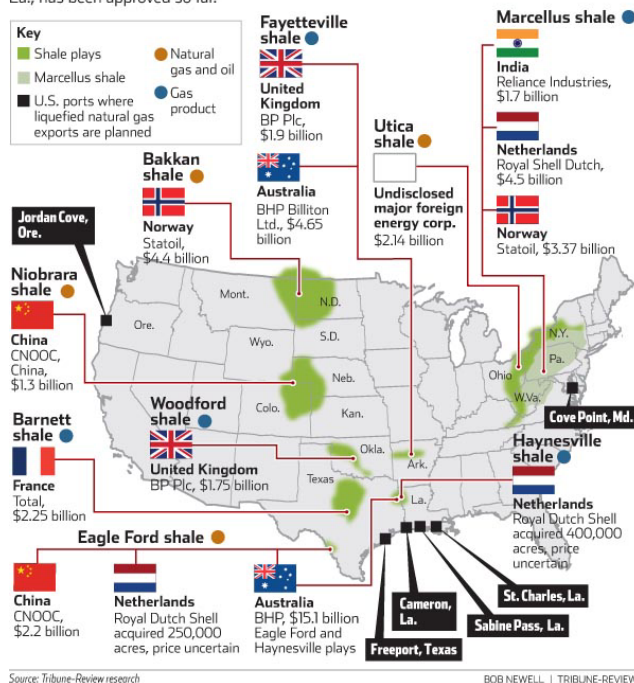 La., has been approved so far.
Key
Shale plays
Marcellus shale
U.S. ports where
liquefied natural gas
exports are planned
Natural
gas and oil
Gas
product
Fayetteville
shale
United
Kingdom
BP Plc,
$1.9 billion
Australia
BHP Billiton
Ltd., $4.65
billion
Marcellus shale
India
Reliance Industries,
$1.7 billion
Netherlands
Royal Shell Dutch,
$4.5 billion
Norway
Statoil, $3.37 billion
Utica
shale
Undisclosed
major foreign
energy corp.
$2.14 billion
Bakkan
shale
Norway
Statoil,
$4.4 billion
Jordan Cove,
Ore.
Niobrara
shale
China
CNOOC,
China,
$1.3 billion
Mont.
N.D.
Ore.
S.D.
Wyo.
Neb.
Colo.
Kan.
Okla.
Texas
Ark.
La.
Ohio
N.Y.
Pa.
W.Va.
Cove Point, Md.
Woodford
shale
United Kingdom
BP Plc, $1.75 billion
Barnett
shale
France
Total,
$2.25 billion
Haynesville
shale
Netherlands
Royal Dutch Shell
acquired 400,000
acres, price
uncertain
Eagle Ford shale
China
CNOOC,
$2.2 billion
Netherlands
Royal Dutch Shell
acquired 250,000
acres, price uncertain
Australia
BHP, $15.1 billion
Eagle Ford and
Haynesville plays
Freeport, Texas
Cameron,
La.
Sabine Pass, La.
St. Charles, La.
Source: Tribune-Review research
BOB NEWELL | TRIBUNE-REVIEW